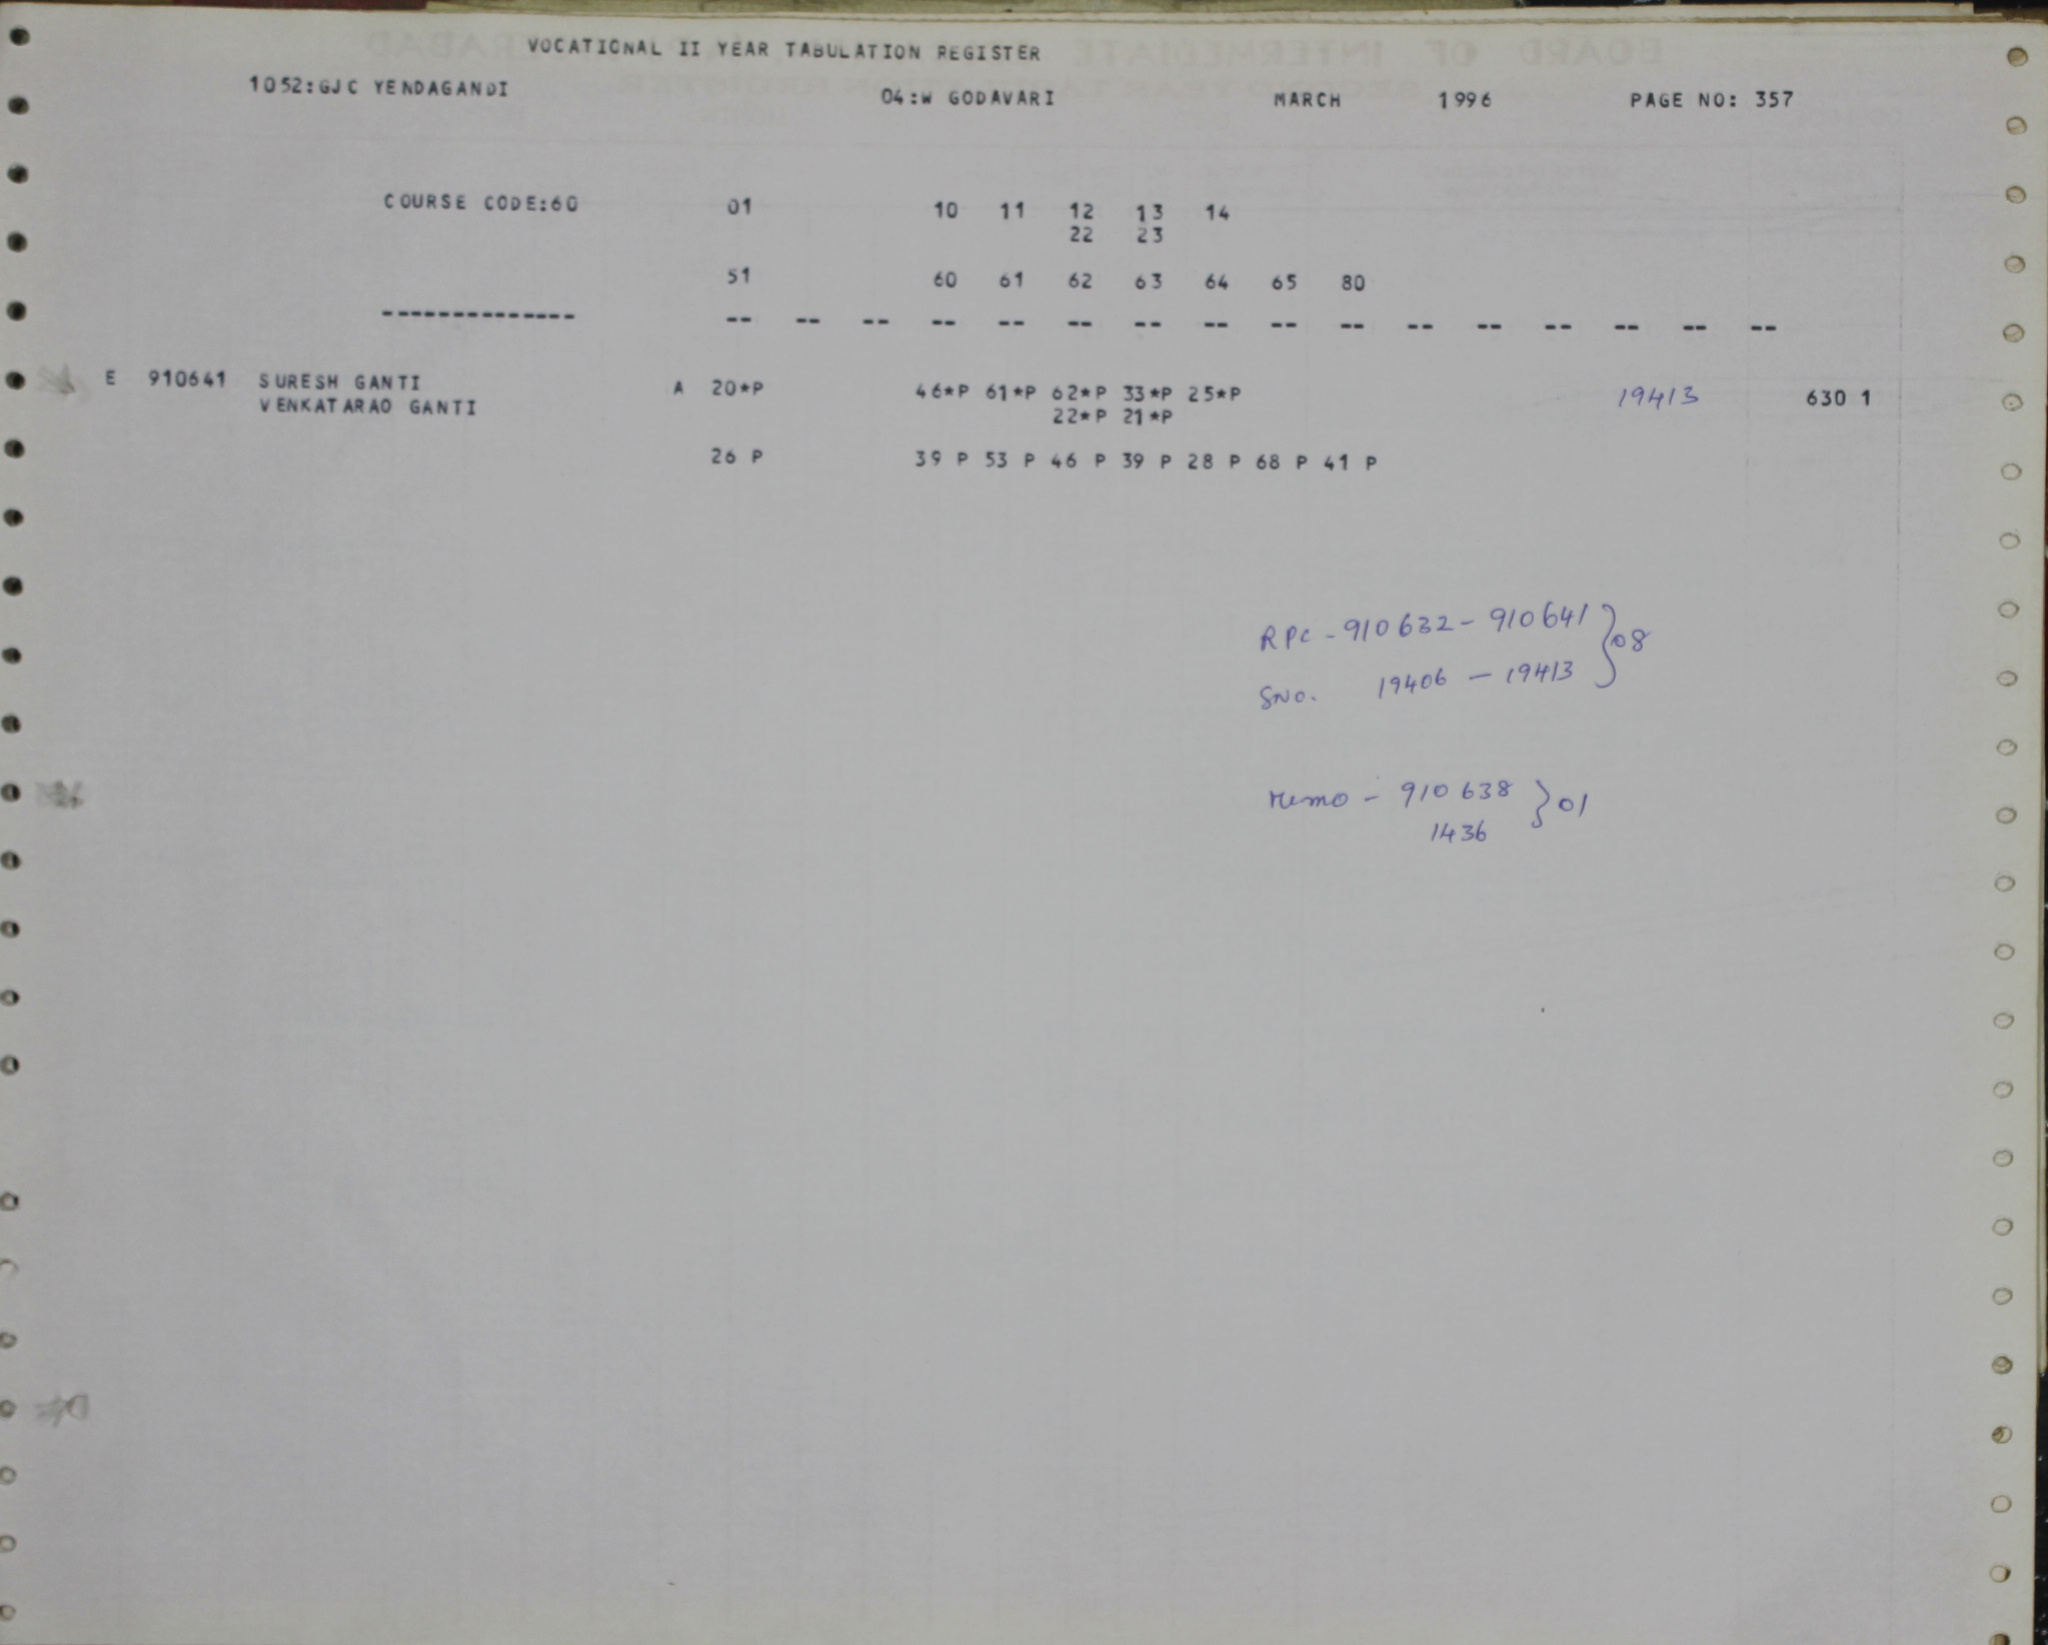 VOCATIONAL II YEAR TABULATION REGISTER
1052:GJC YENDAGANDI 04:W GODAVARI MARCH 1996 PAGE NO: 357
COURSE CODE:60 01 10 11 12 13 14
22 23
51 60 61 62 63 64 65 80
-------------- -- -- -- -- -- -- -- -- -- -- -- -- -- -- -- --
E 910641 SURESH GANTI A 20*P 46*P 61*P 62*P 33*P 25*P 19413 630 1
VENKATARAO GANTI 22*P 21*P
26 P 39 P 53 P 46 P 39 P 28 P 68 P 41 P
RPC - 910632 - 910641 } 08
SNO. 19406 - 19413
Memo - 910638 } 01
1436